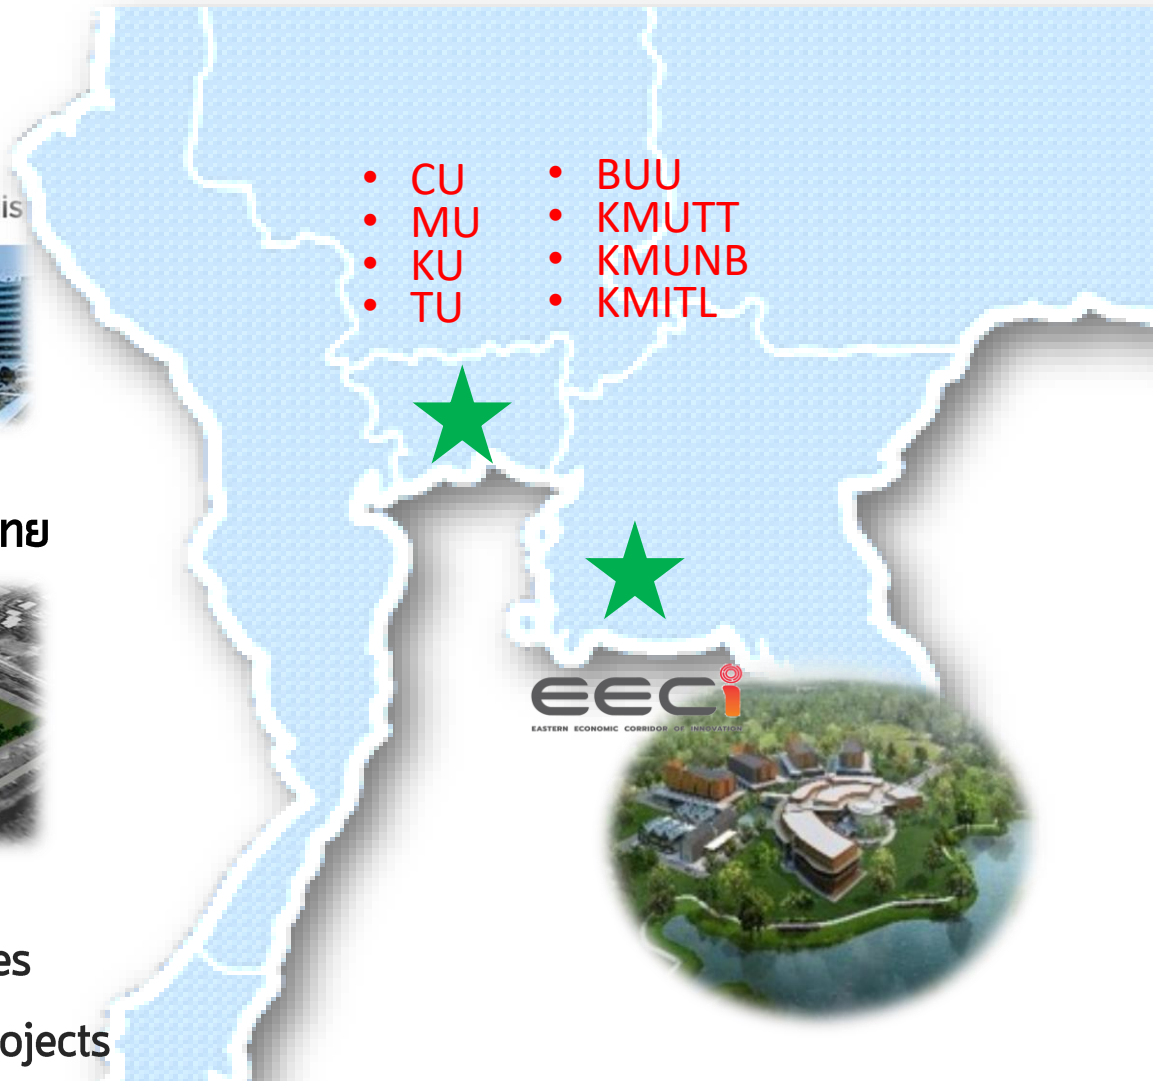 is
• CU
• MU
• KU
• TU
• BUU
• KMUTT
• KMUNB
• KMITL
ทย
eeci
EASTERN ECONOMIC CORRIDOR OF INNOVATION
es
ojects